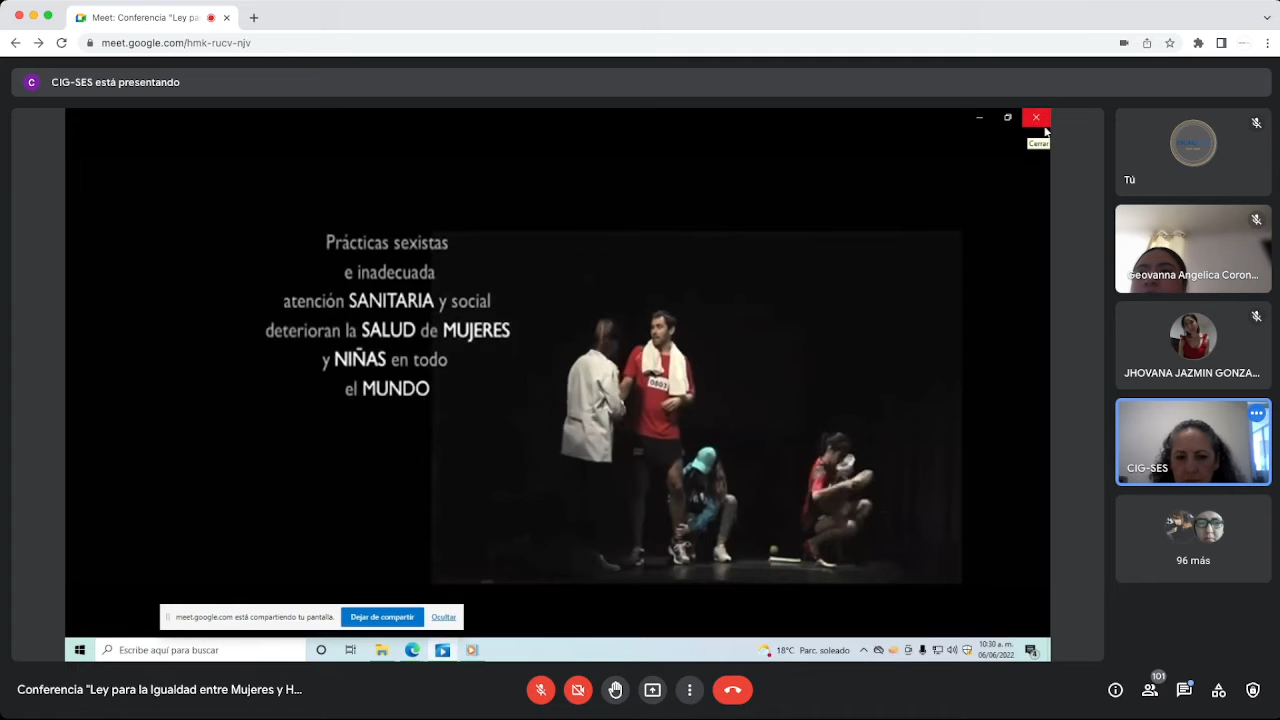 Meet: Conferencia "Ley pa
meet.google.com/hmk-rucv-njv
C
CIG-SES está presentando
Cerrar
Prácticas sexistas
e inadecuada
atención SANITARIA y social
deterioran la SALUD de MUJERES
y NIÑAS en todo
el MUNDO
0803
Tú
Geovanna Angelica Coron...
JHOVANA JAZMIN GONZA...
CIG-SES
96 más
meet.google.com está compartiendo tu pantalla.
Dejar de compartir
Ocultar
Escribe aquí para buscar
18°C Parc. soleado
10:30 a. m.
06/06/2022
4
Conferencia "Ley para la Igualdad entre Mujeres y H...
101